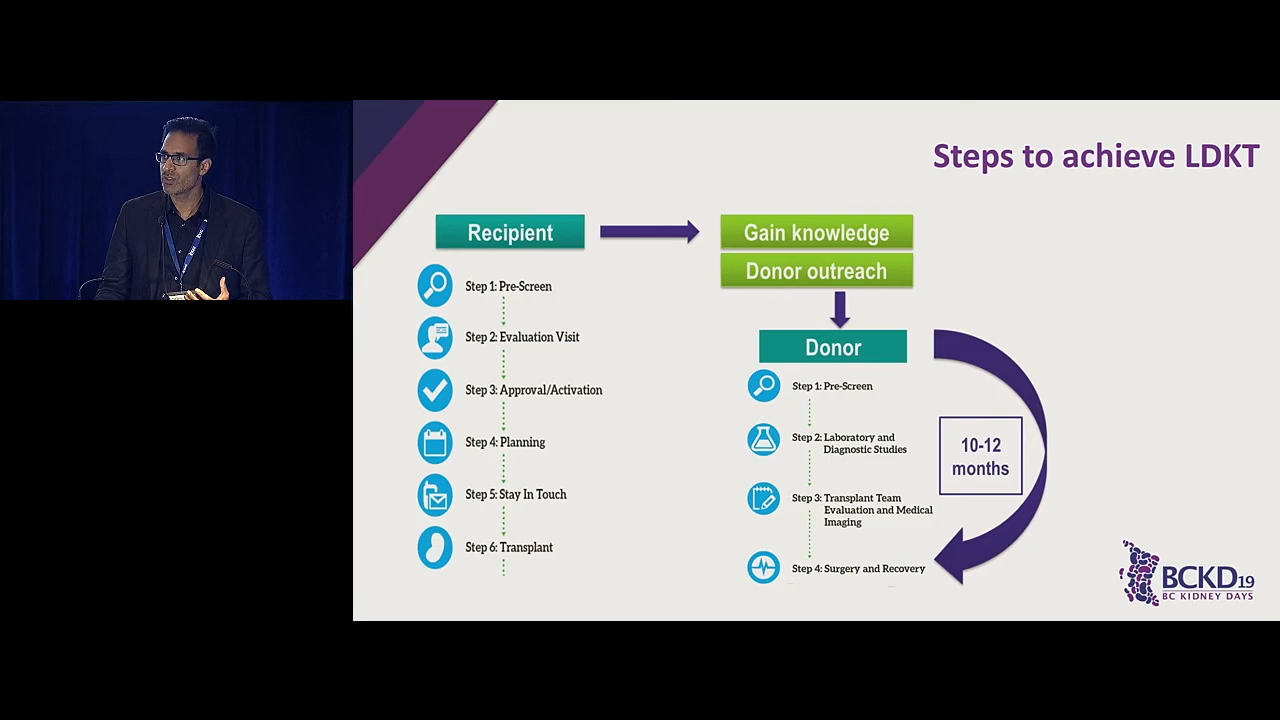 Steps to achieve LDKT
Recipient
Step 1: Pre-Screen
Step 2: Evaluation Visit
Step 3: Approval/Activation
Step 4: Planning
Step 5: Stay In Touch
Step 6: Transplant
Gain knowledge
Donor outreach
Donor
Step 1: Pre-Screen
Step 2: Laboratory and
Diagnostic Studies
Step 3: Transplant Team
Evaluation and Medical
Imaging
Step 4: Surgery and Recovery
10-12
months
BCKD19
BC KIDNEY DAYS